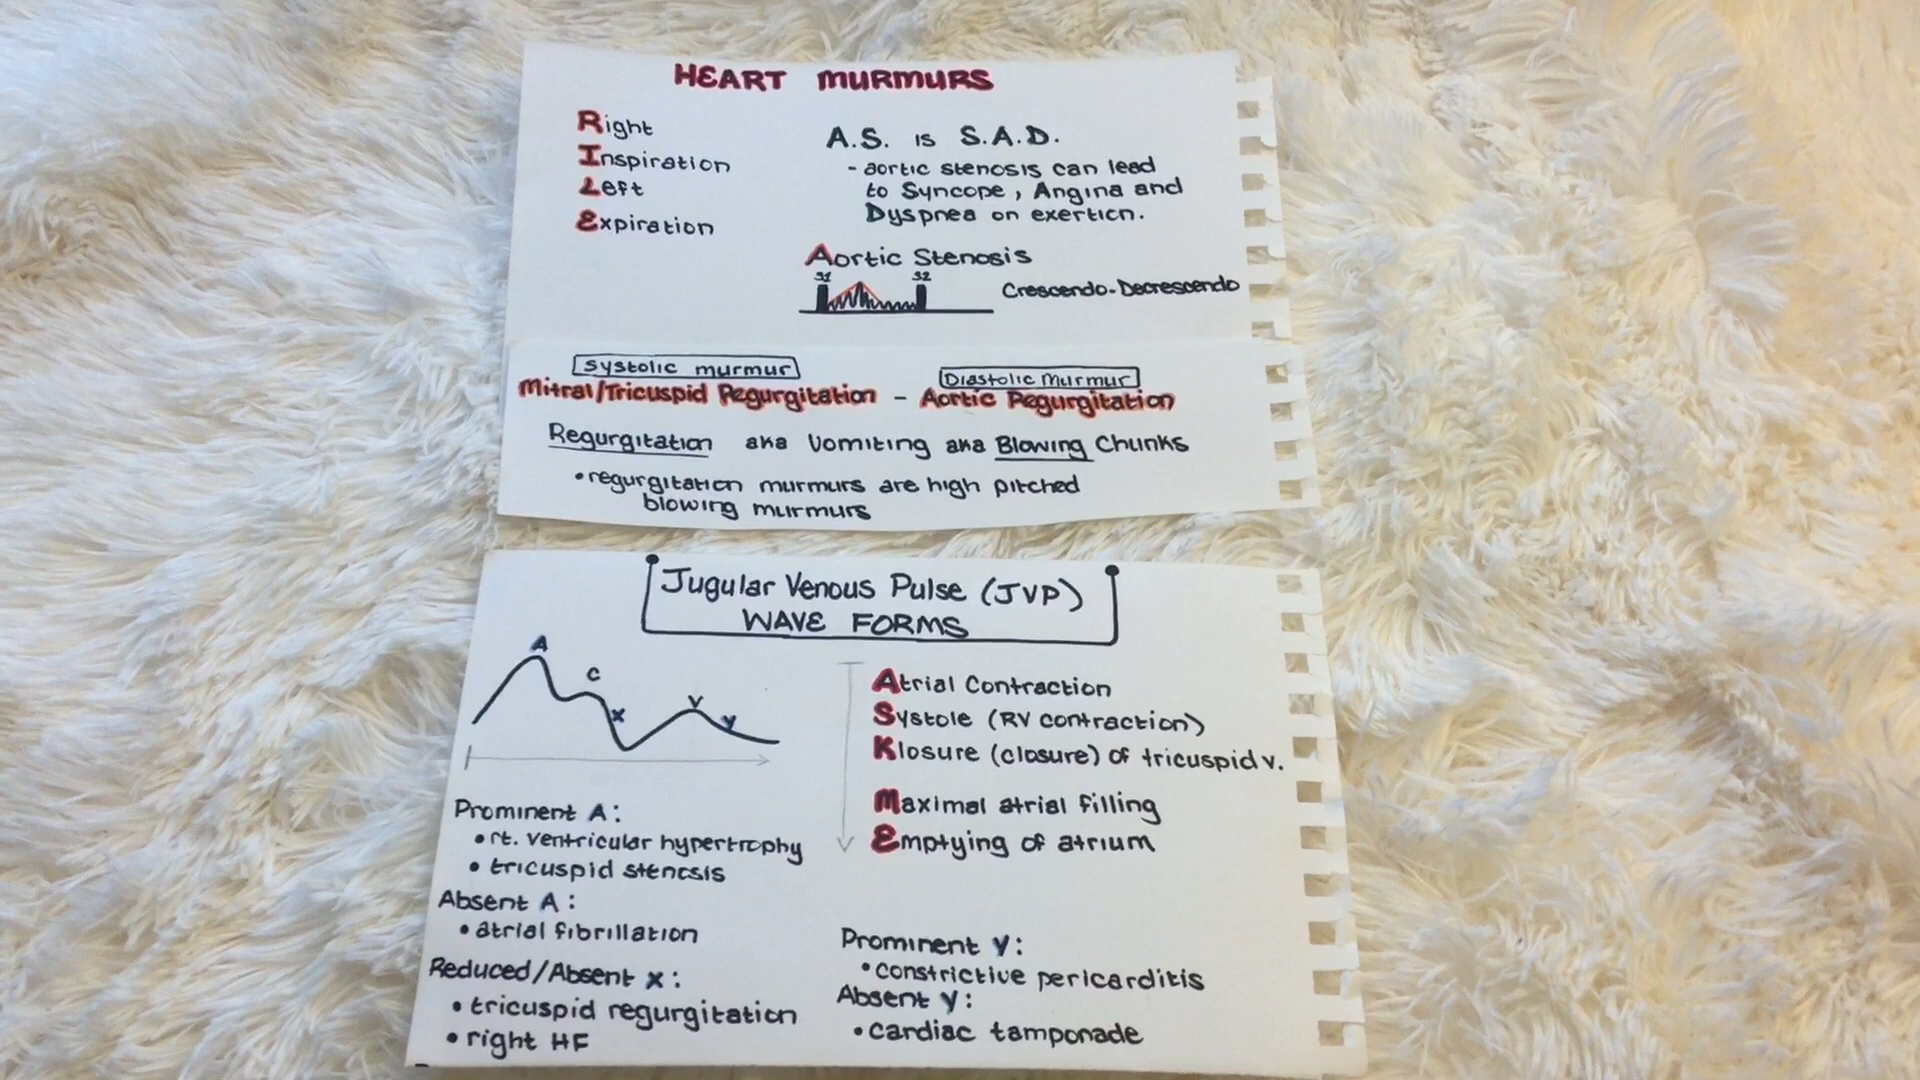 HEART MURMURS
Right
Inspiration
Left
Expiration
A.S. IS S.A.D.
- aortic stenosis can lead
to Syncope, Angina and
Dyspnea on exertion.
Aortic Stenosis
S1 S2
Crescendo-Decrescendo
Systolic murmur
Diastolic Murmur
Mitral/Tricuspid Regurgitation - Aortic Regurgitation
Regurgitation aka Vomiting aka Blowing Chunks
• regurgitation murmurs are high pitched
blowing murmurs
Jugular Venous Pulse (JVP)
WAVE FORMS
A
C
X
V
Y
Atrial Contraction
Systole (RV contraction)
Klosure (closure) of tricuspid v.
Maximal atrial filling
Emptying of atrium
Prominent A:
• rt. ventricular hypertrophy
• tricuspid stenosis
Absent A:
• atrial fibrillation
Reduced/Absent X:
• tricuspid regurgitation
• right HF
Prominent Y:
• constrictive pericarditis
Absent Y:
• cardiac tamponade